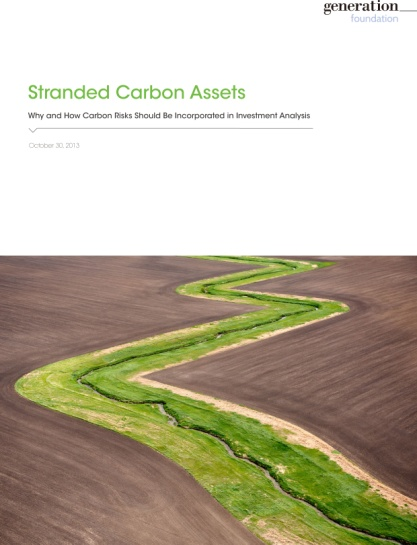 generation
foundation
Stranded Carbon Assets
Why and How Carbon Risks Should Be Incorporated in Investment Analysis
October 30, 2013